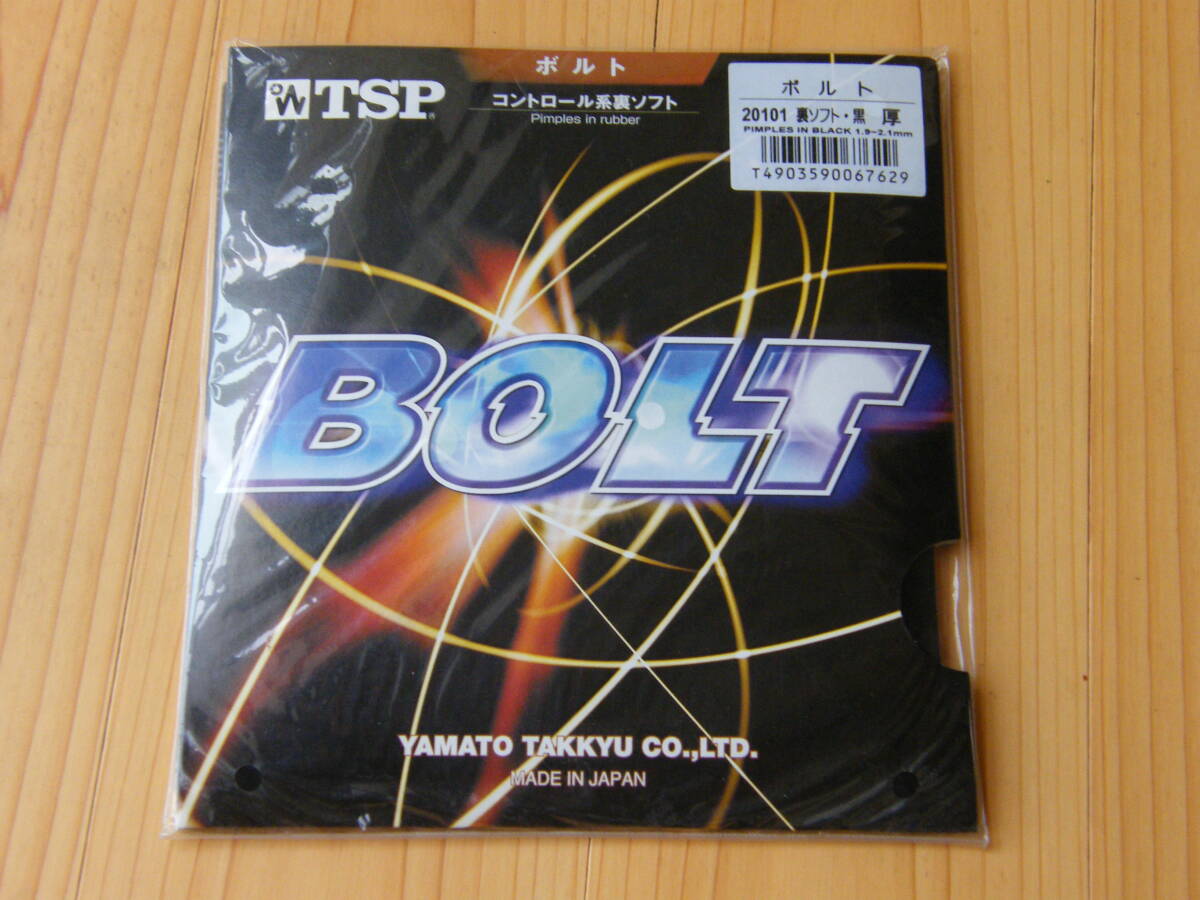 ボルト
TSP
コントロール系裏ソフト
Pimples in rubber
ボルト
20101 裏ソフト・黒 厚
PIMPLES IN BLACK 1.9~2.1mm
T4903590067629
BOLT
YAMATO TAKKYU CO.,LTD.
MADE IN JAPAN